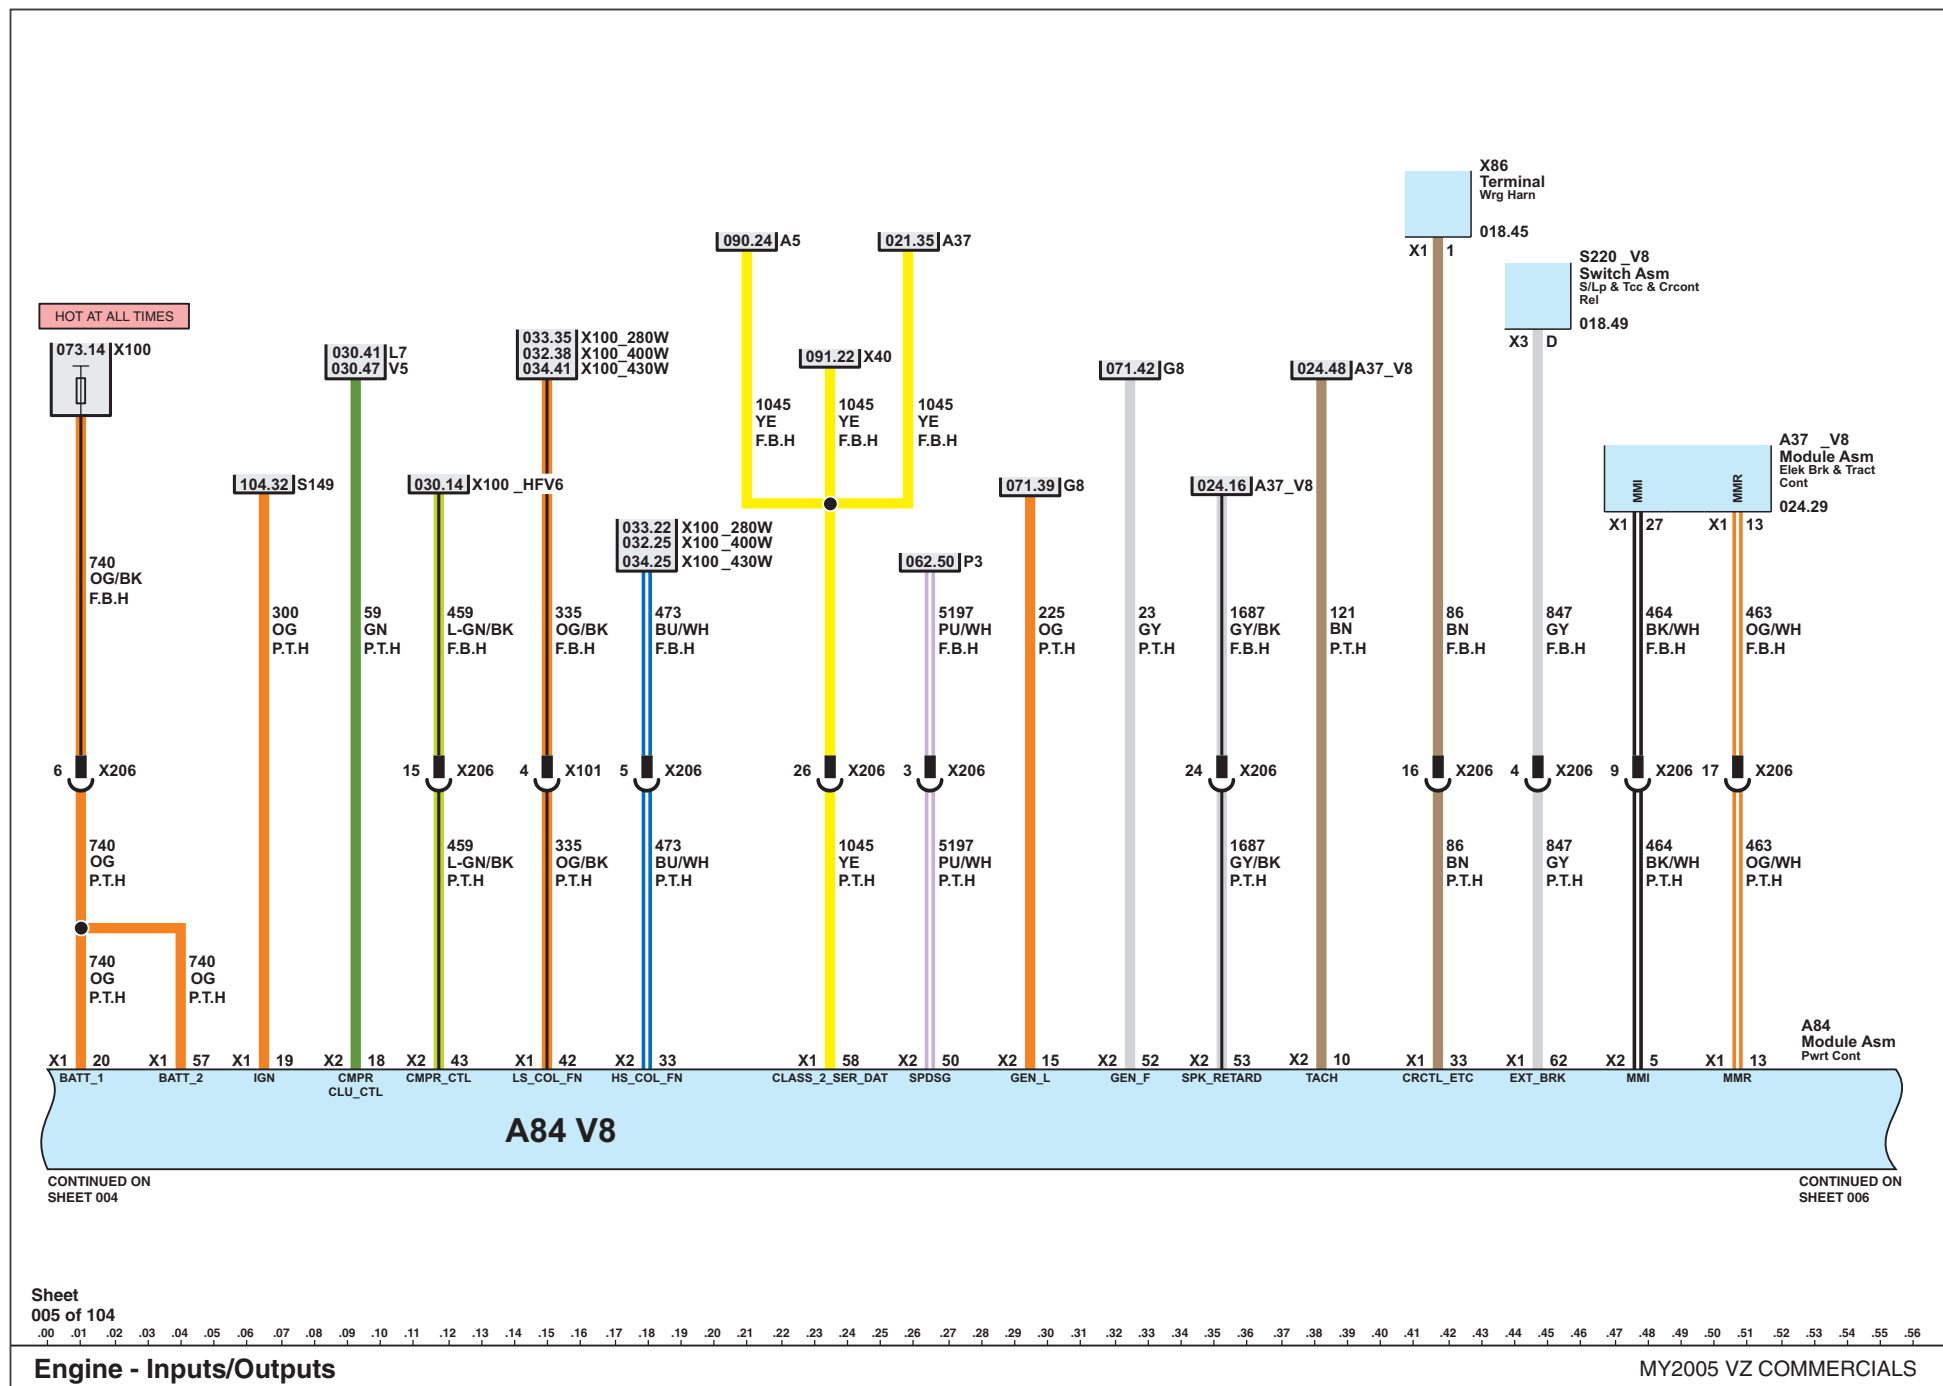 X86
Terminal
Wrg Harn
018.45
X1 1
090.24 A5
021.35 A37
S220 _V8
Switch Asm
S/Lp & Tcc & Crcont
Rel
018.49
X3 D
HOT AT ALL TIMES
073.14 X100
030.41 L7
030.47 V5
033.35 X100_280W
032.38 X100_400W
034.41 X100_430W
091.22 X40
071.42 G8
024.48 A37_V8
1045
YE
F.B.H
1045
YE
F.B.H
1045
YE
F.B.H
A37 _V8
Module Asm
Elek Brk & Tract
Cont
024.29
MMI
MMR
X1 27
X1 13
104.32 S149
030.14 X100 _HFV6
071.39 G8
024.16 A37_V8
033.22 X100 _280W
032.25 X100 _400W
034.25 X100 _430W
062.50 P3
740
OG/BK
F.B.H
300
OG
P.T.H
59
GN
P.T.H
459
L-GN/BK
F.B.H
335
OG/BK
F.B.H
473
BU/WH
F.B.H
5197
PU/WH
F.B.H
225
OG
P.T.H
23
GY
P.T.H
1687
GY/BK
F.B.H
121
BN
P.T.H
86
BN
F.B.H
847
GY
F.B.H
464
BK/WH
F.B.H
463
OG/WH
F.B.H
6 X206
15 X206
4 X101
5 X206
26 X206
3 X206
24 X206
16 X206
4 X206
9 X206
17 X206
740
OG
P.T.H
459
L-GN/BK
P.T.H
335
OG/BK
P.T.H
473
BU/WH
P.T.H
1045
YE
P.T.H
5197
PU/WH
P.T.H
1687
GY/BK
P.T.H
86
BN
P.T.H
847
GY
P.T.H
464
BK/WH
P.T.H
463
OG/WH
P.T.H
740
OG
P.T.H
740
OG
P.T.H
A84
Module Asm
Pwrt Cont
X1 20
X1 57
X1 19
X2 18
X2 43
X1 42
X2 33
X1 58
X2 50
X2 15
X2 52
X2 53
X2 10
X1 33
X1 62
X2 5
X1 13
BATT_1
BATT_2
IGN
CMPR
CLU_CTL
CMPR_CTL
LS_COL_FN
HS_COL_FN
CLASS_2_SER_DAT
SPDSG
GEN_L
GEN_F
SPK_RETARD
TACH
CRCTL_ETC
EXT_BRK
MMI
MMR
A84 V8
CONTINUED ON
SHEET 004
CONTINUED ON
SHEET 006
Sheet
005 of 104
.00 .01 .02 .03 .04 .05 .06 .07 .08 .09 .10 .11 .12 .13 .14 .15 .16 .17 .18 .19 .20 .21 .22 .23 .24 .25 .26 .27 .28 .29 .30 .31 .32 .33 .34 .35 .36 .37 .38 .39 .40 .41 .42 .43 .44 .45 .46 .47 .48 .49 .50 .51 .52 .53 .54 .55 .56
Engine - Inputs/Outputs
MY2005 VZ COMMERCIALS